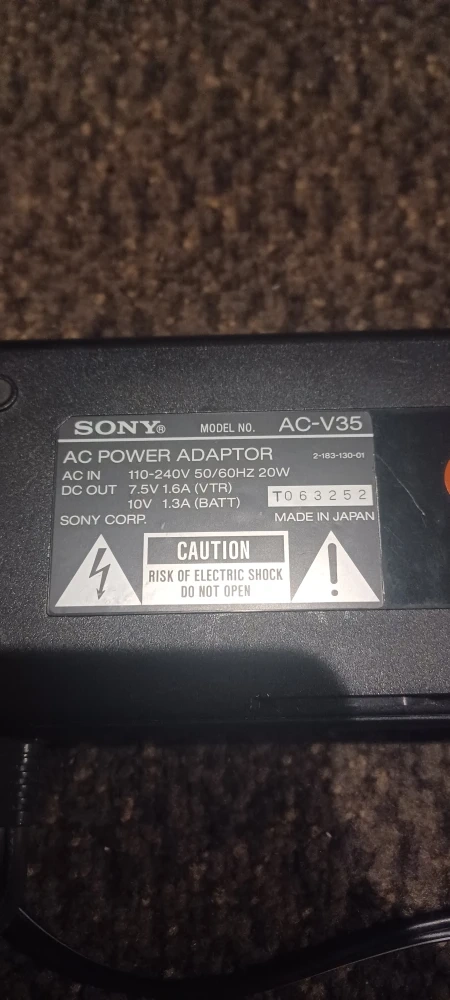 SONY® MODEL NO. AC-V35
AC POWER ADAPTOR 2-183-130-01
AC IN 110-240V 50/60HZ 20W
DC OUT 7.5V 1.6A (VTR)
10V 1.3A (BATT) T063252
SONY CORP. MADE IN JAPAN
CAUTION
RISK OF ELECTRIC SHOCK
DO NOT OPEN